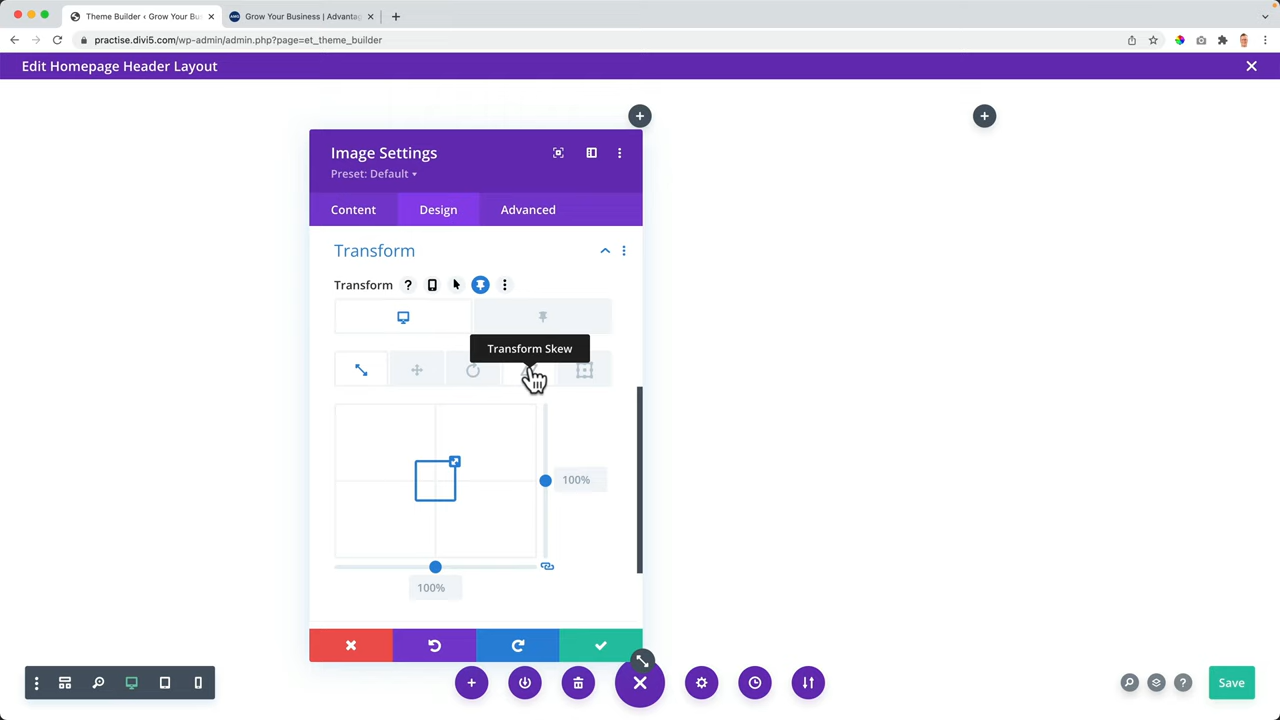 Theme Builder ‹ Grow Your Bu
Grow Your Business | Advantag
practise.divi5.com/wp-admin/admin.php?page=et_theme_builder
Edit Homepage Header Layout
Image Settings
Preset: Default
Content
Design
Advanced
Transform
Transform
Transform Skew
100%
100%
Save